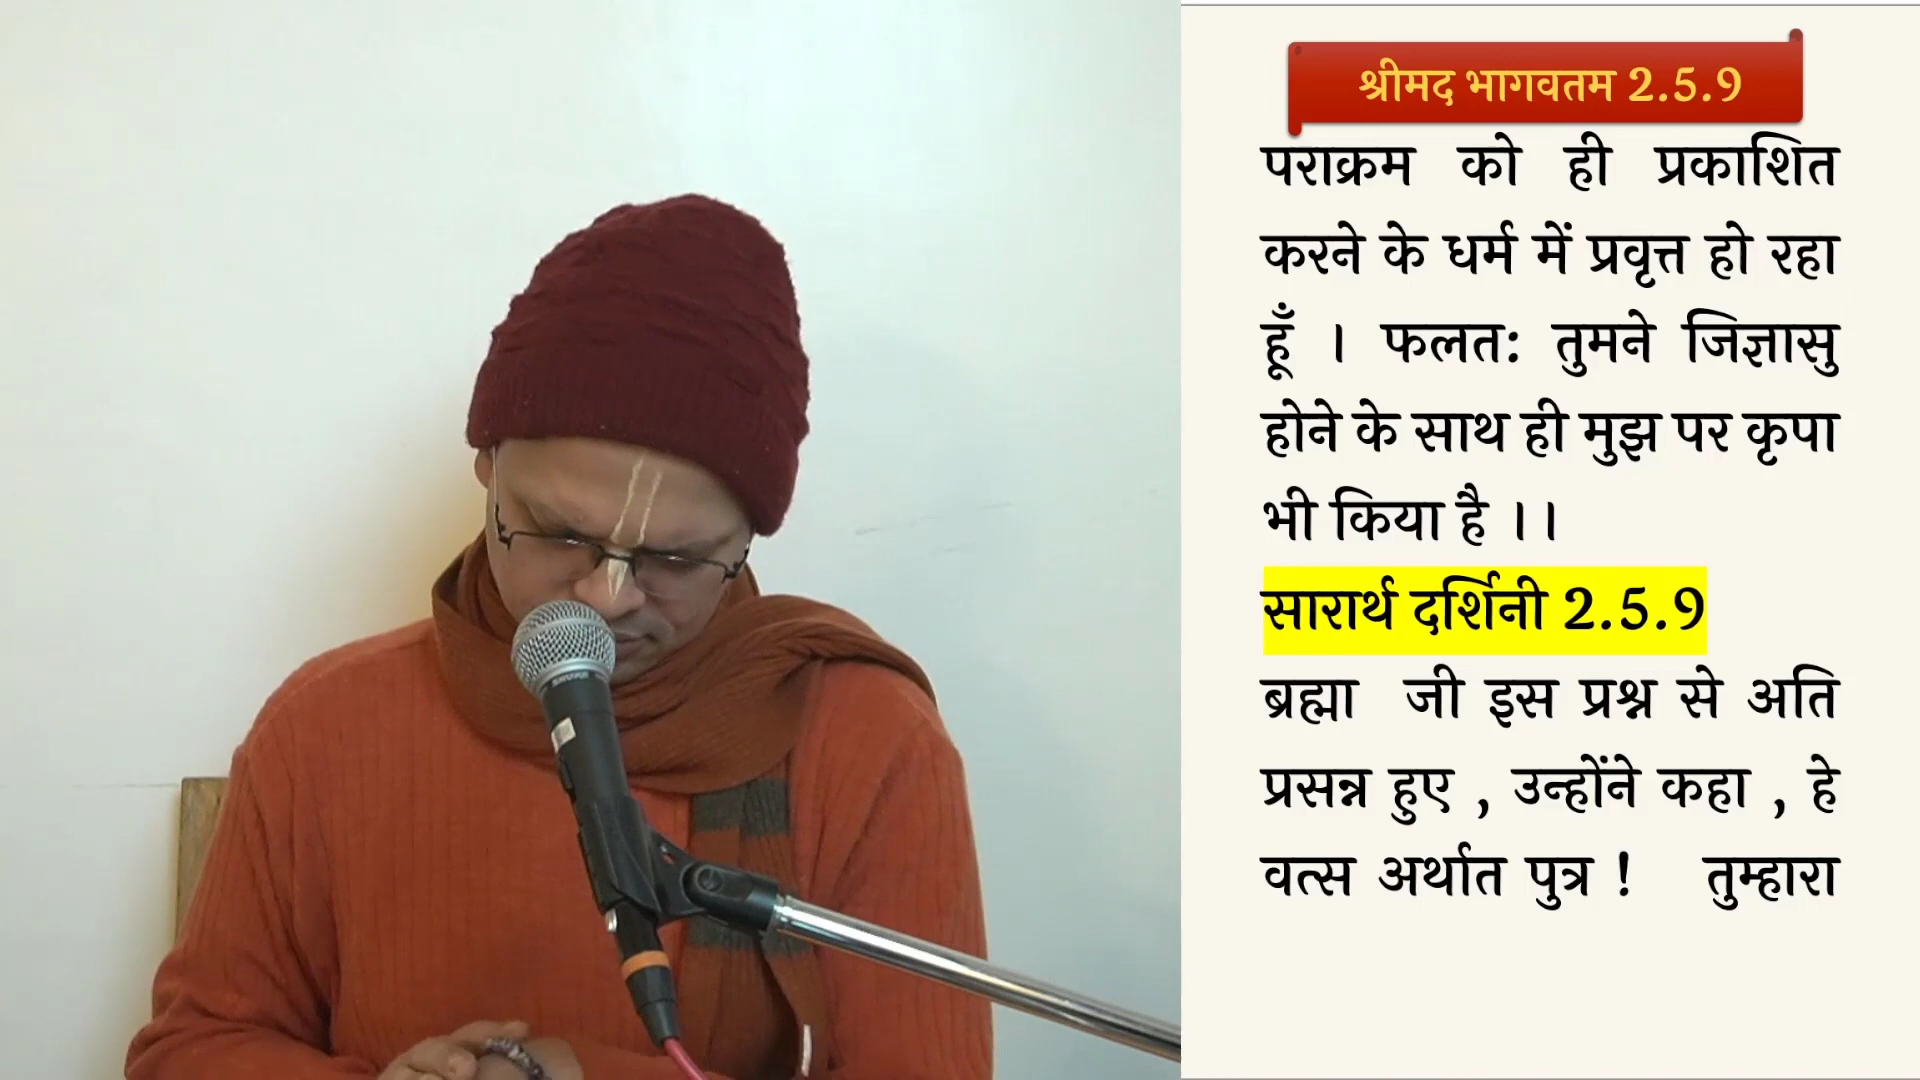 श्रीमद भागवतम 2.5.9
पराक्रम को ही प्रकाशित
करने के धर्म में प्रवृत्त हो रहा
हूँ । फलत: तुमने जिज्ञासु
होने के साथ ही मुझ पर कृपा
भी किया है ।।
सारार्थ दर्शिनी 2.5.9
ब्रह्मा जी इस प्रश्न से अति
प्रसन्न हुए , उन्होंने कहा , हे
वत्स अर्थात पुत्र ! तुम्हारा
SHURE